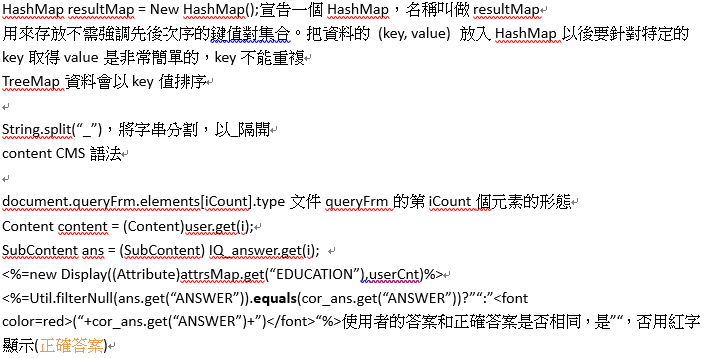 HashMap resultMap = New HashMap();宣告一個 HashMap，名稱叫做 resultMap
用來存放不需強調先後次序的鍵值對集合。把資料的 (key, value) 放入 HashMap 以後要針對特定的
key 取得 value 是非常簡單的，key 不能重複
TreeMap 資料會以 key 值排序
String.split(“_”)，將字串分割，以_隔開
content CMS 語法
document.queryFrm.elements[iCount].type 文件 queryFrm 的第 iCount 個元素的形態
Content content = (Content)user.get(i);
SubContent ans = (SubContent) IQ_answer.get(i);
<%=new Display((Attribute)attrsMap.get(“EDUCATION”),userCnt)%>
<%=Util.filterNull(ans.get(“ANSWER”)).equals(cor_ans.get(“ANSWER”))?”“:”<font
color=red>(“+cor_ans.get(“ANSWER”)+”)</font>“%>使用者的答案和正確答案是否相同，是”“，否用紅字
顯示(正確答案)